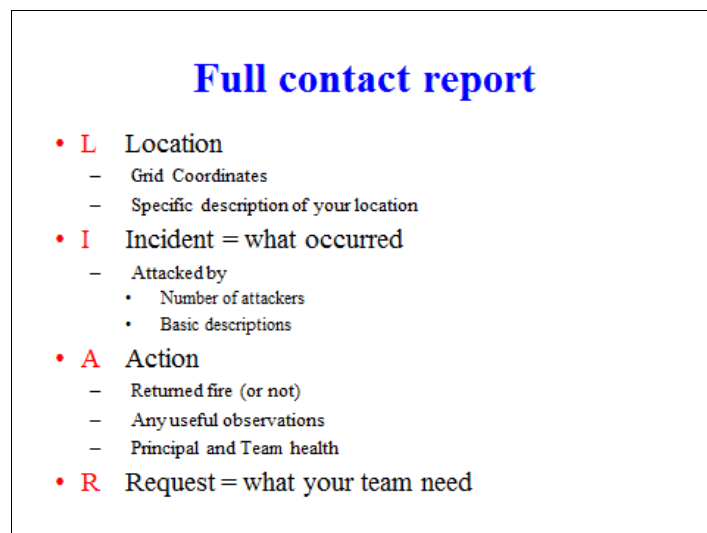 Full contact report
• L Location
– Grid Coordinates
– Specific description of your location
• I Incident = what occurred
– Attacked by
• Number of attackers
• Basic descriptions
• A Action
– Returned fire (or not)
– Any useful observations
– Principal and Team health
• R Request = what your team need